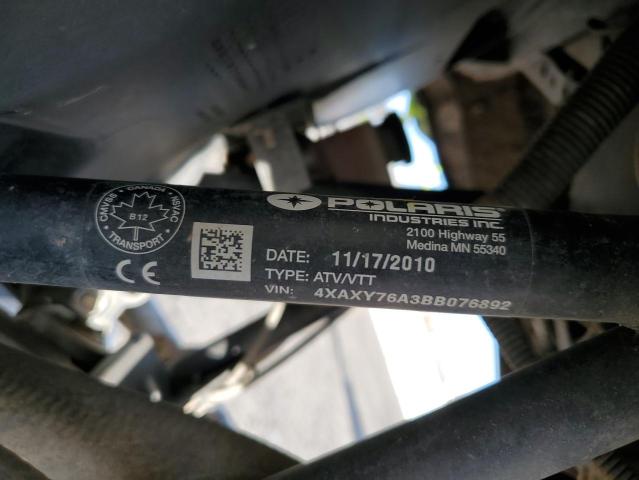 CMVSS • CANADA • NSVAC • TRANSPORT •
B12
CE
POLARIS
INDUSTRIES INC.
2100 Highway 55
Medina MN 55340
DATE: 11/17/2010
TYPE: ATV/VTT
VIN: 4XAXY76A3BB076892